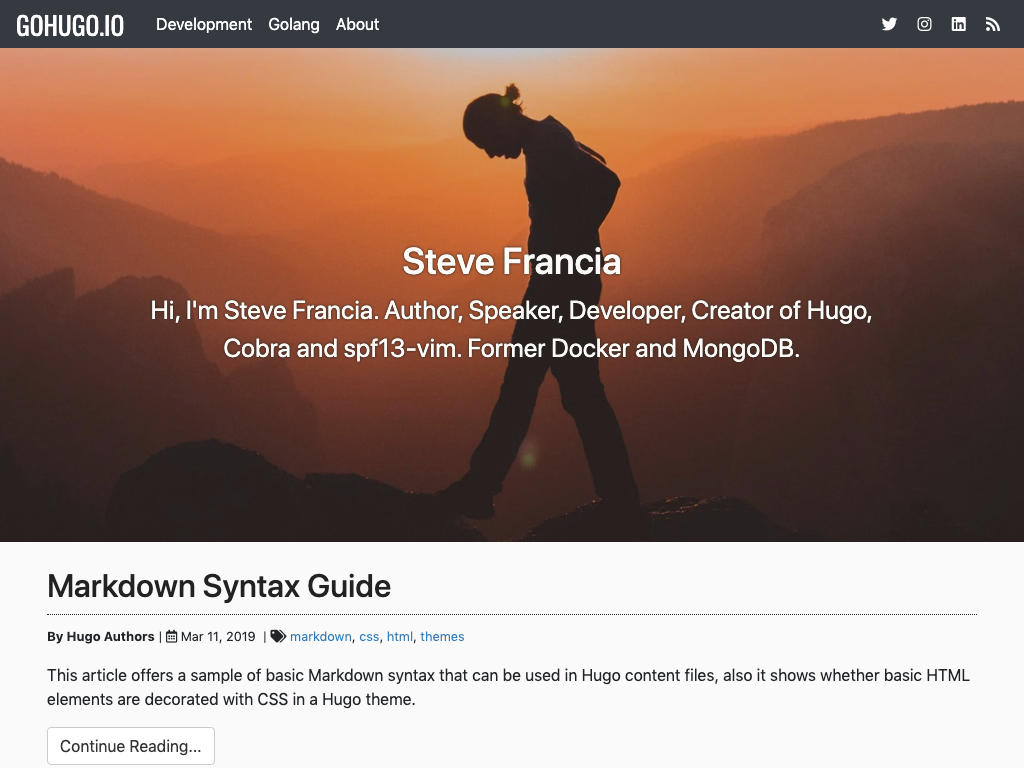 GOHUGO.IO Development Golang About
Steve Francia
Hi, I'm Steve Francia. Author, Speaker, Developer, Creator of Hugo,
Cobra and spf13-vim. Former Docker and MongoDB.
Markdown Syntax Guide
By Hugo Authors | Mar 11, 2019 | markdown, css, html, themes
This article offers a sample of basic Markdown syntax that can be used in Hugo content files, also it shows whether basic HTML
elements are decorated with CSS in a Hugo theme.
Continue Reading...